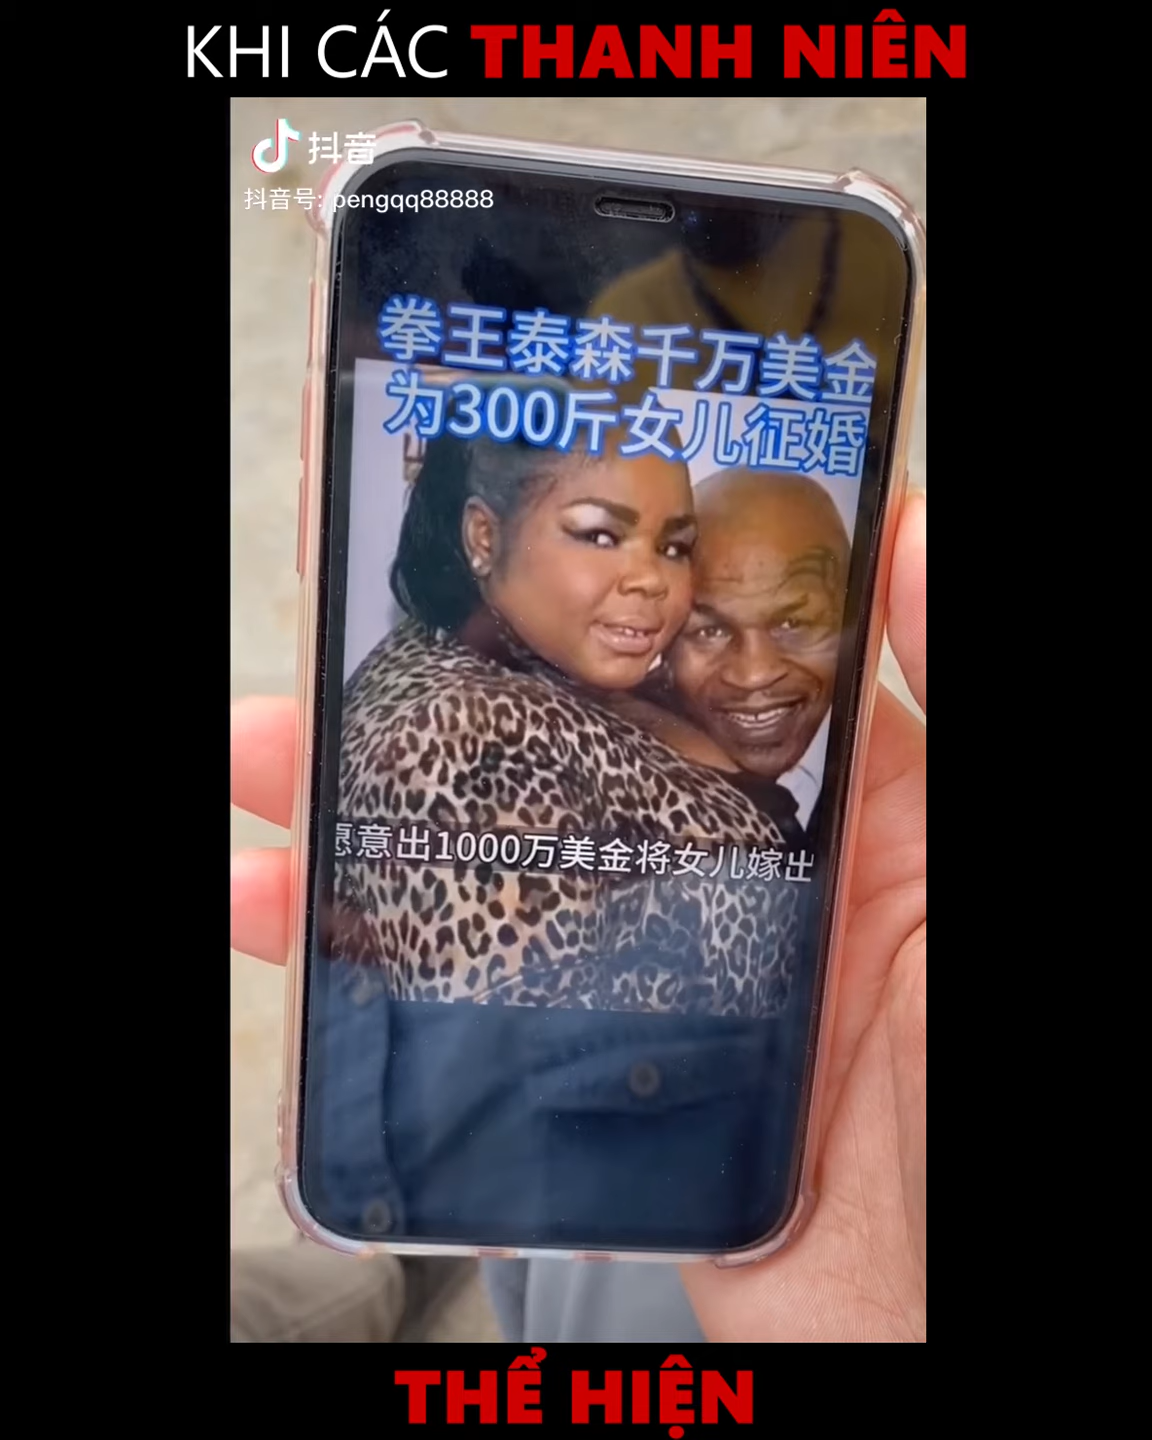 KHI CÁC THANH NIÊN
抖音
抖音号: pengqq88888
拳王泰森千万美金
为300斤女儿征婚
愿意出1000万美金将女儿嫁出
THỂ HIỆN